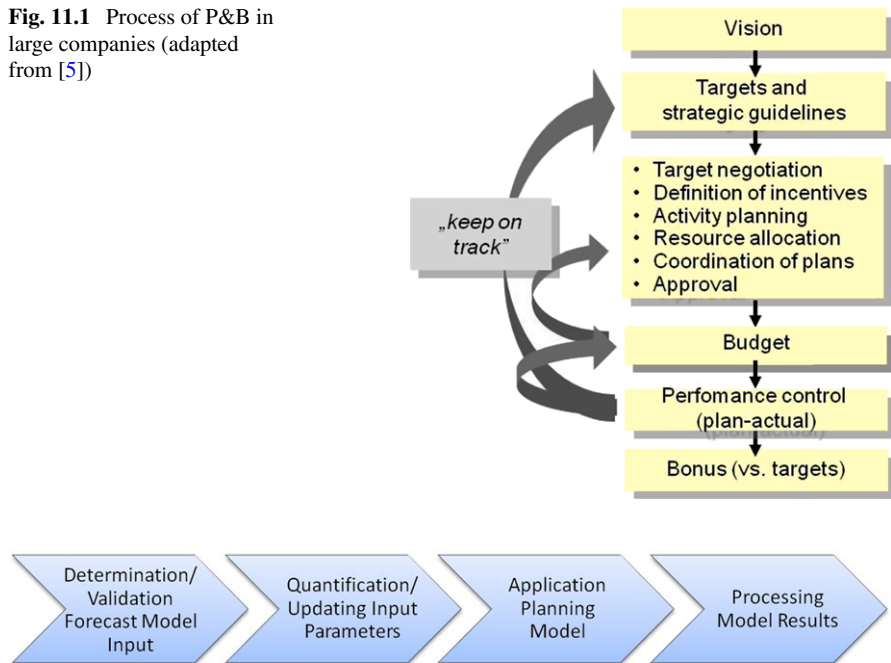 Fig. 11.1 Process of P&B in
large companies (adapted
from [5])
Vision
Targets and
strategic guidelines
• Target negotiation
• Definition of incentives
• Activity planning
• Resource allocation
• Coordination of plans
• Approval
„keep on
track"
Budget
Perfomance control
(plan-actual)
Bonus (vs. targets)
Determination/
Validation
Forecast Model
Input
Quantification/
Updating Input
Parameters
Application
Planning
Model
Processing
Model Results